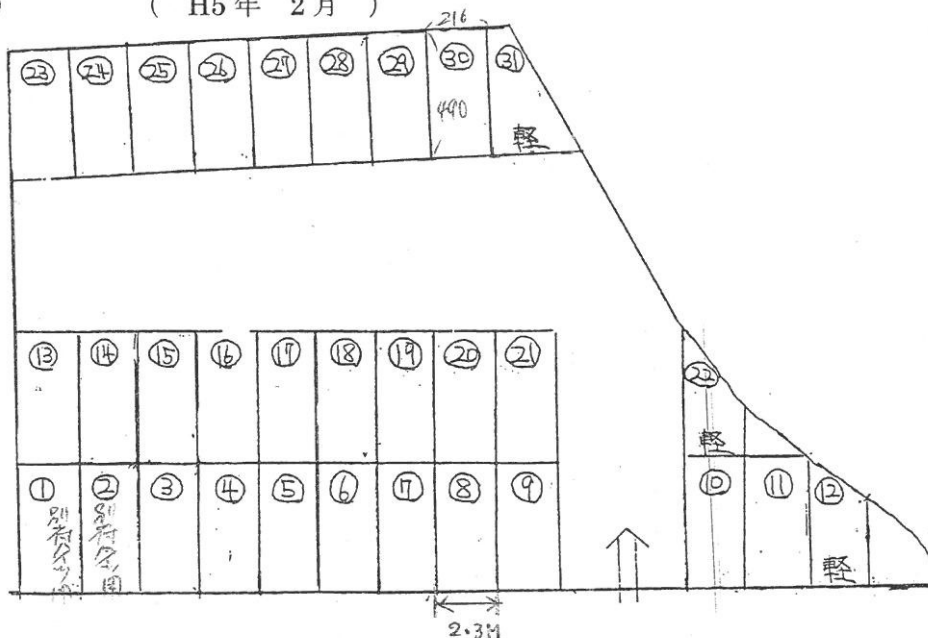 ( H5年 2月 )
216
㉓ ㉔ ㉕ ㉖ ㉗ ㉘ ㉙ ㉚ ㉛
490
軽
⑬ ⑭ ⑮ ⑯ ⑰ ⑱ ⑲ ⑳ ㉑
㉒
軽
① ② ③ ④ ⑤ ⑥ ⑦ ⑧ ⑨ ⑩ ⑪ ⑫
軽
2.3M